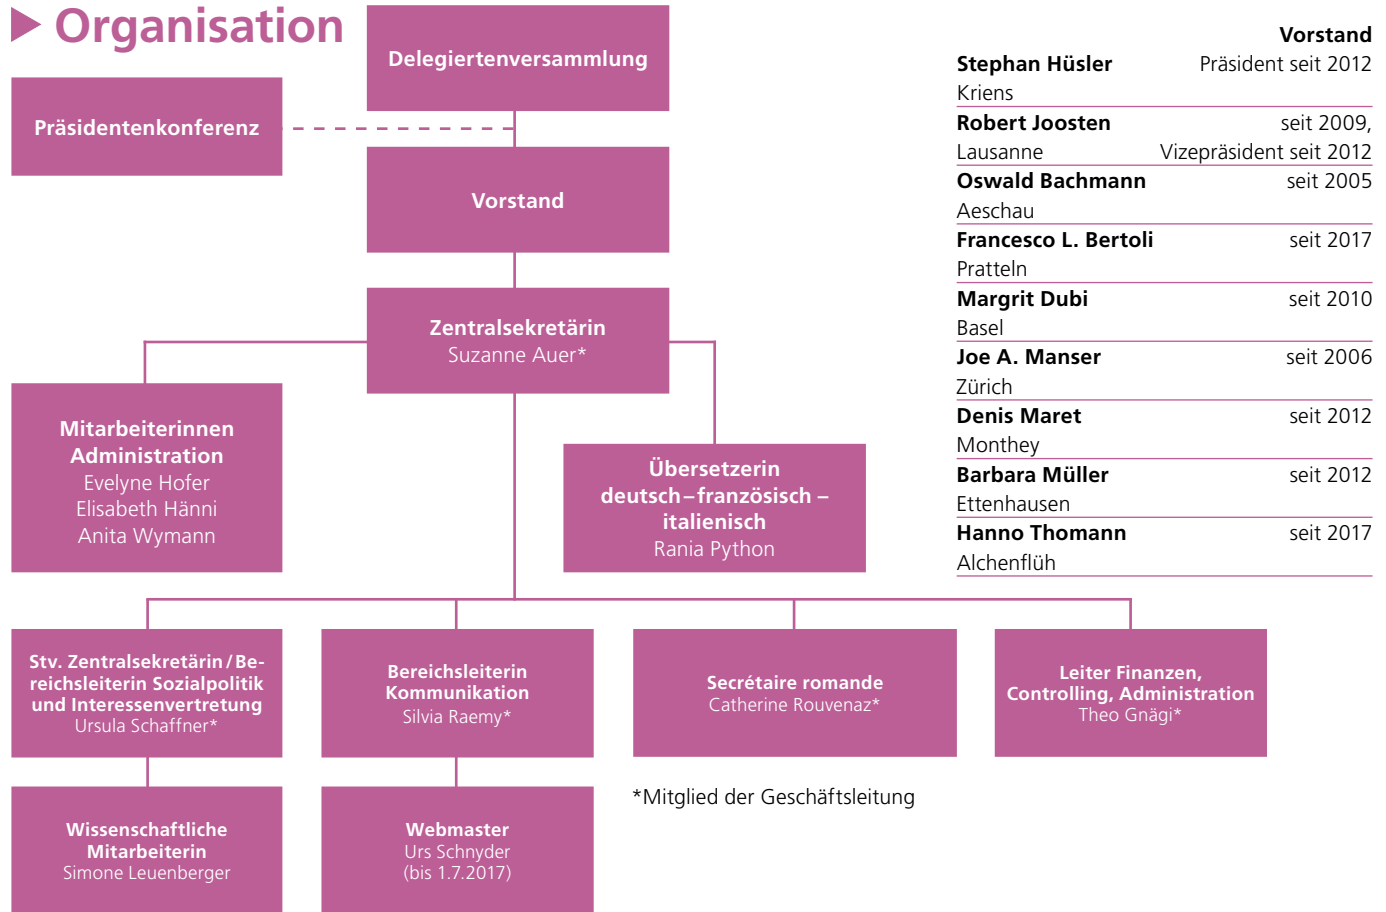 Organisation
Delegiertenversammlung
Präsidentenkonferenz
Vorstand
Zentralsekretärin
Suzanne Auer*
Mitarbeiterinnen
Administration
Evelyne Hofer
Elisabeth Hänni
Anita Wymann
Übersetzerin
deutsch – französisch –
italienisch
Rania Python
Stv. Zentralsekretärin / Be-
reichsleiterin Sozialpolitik
und Interessenvertretung
Ursula Schaffner*
Bereichsleiterin
Kommunikation
Silvia Raemy*
Secrétaire romande
Catherine Rouvenaz*
Leiter Finanzen,
Controlling, Administration
Theo Gnägi*
Wissenschaftliche
Mitarbeiterin
Simone Leuenberger
Webmaster
Urs Schnyder
(bis 1.7.2017)
*Mitglied der Geschäftsleitung
Vorstand
Stephan Hüsler Präsident seit 2012
Kriens
Robert Joosten seit 2009,
Lausanne Vizepräsident seit 2012
Oswald Bachmann seit 2005
Aeschau
Francesco L. Bertoli seit 2017
Pratteln
Margrit Dubi seit 2010
Basel
Joe A. Manser seit 2006
Zürich
Denis Maret seit 2012
Monthey
Barbara Müller seit 2012
Ettenhausen
Hanno Thomann seit 2017
Alchenflüh